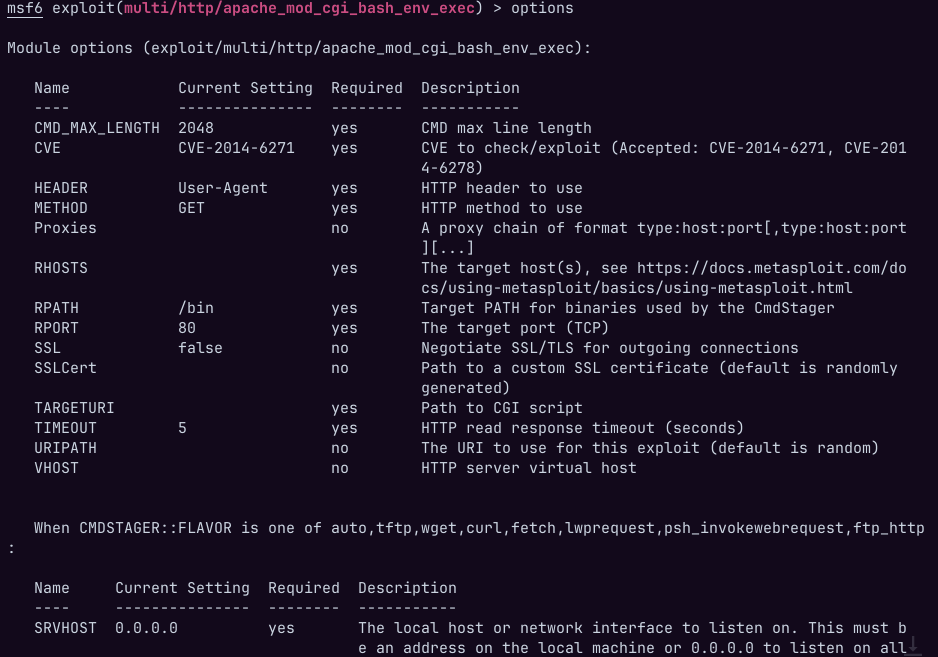 msf6 exploit(multi/http/apache_mod_cgi_bash_env_exec) > options
Module options (exploit/multi/http/apache_mod_cgi_bash_env_exec):
Name Current Setting Required Description
---- --------------- -------- -----------
CMD_MAX_LENGTH 2048 yes CMD max line length
CVE CVE-2014-6271 yes CVE to check/exploit (Accepted: CVE-2014-6271, CVE-201
4-6278)
HEADER User-Agent yes HTTP header to use
METHOD GET yes HTTP method to use
Proxies no A proxy chain of format type:host:port[,type:host:port
][...]
RHOSTS yes The target host(s), see https://docs.metasploit.com/do
cs/using-metasploit/basics/using-metasploit.html
RPATH /bin yes Target PATH for binaries used by the CmdStager
RPORT 80 yes The target port (TCP)
SSL false no Negotiate SSL/TLS for outgoing connections
SSLCert no Path to a custom SSL certificate (default is randomly
generated)
TARGETURI yes Path to CGI script
TIMEOUT 5 yes HTTP read response timeout (seconds)
URIPATH no The URI to use for this exploit (default is random)
VHOST no HTTP server virtual host
When CMDSTAGER::FLAVOR is one of auto,tftp,wget,curl,fetch,lwprequest,psh_invokewebrequest,ftp_http
:
Name Current Setting Required Description
---- --------------- -------- -----------
SRVHOST 0.0.0.0 yes The local host or network interface to listen on. This must b
e an address on the local machine or 0.0.0.0 to listen on all